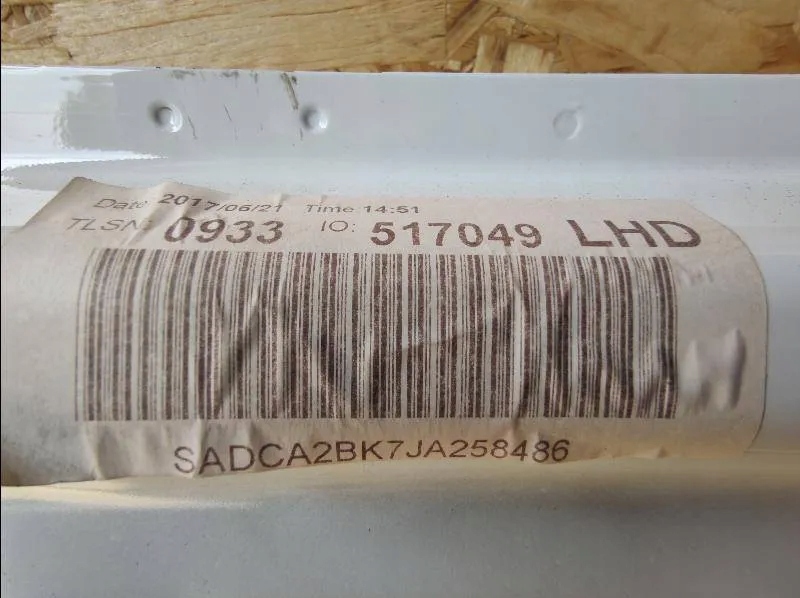 Date 2017/06/21 Time 14:51
TLSN: 0933 IO: 517049 LHD
SADCA2BK7JA258486